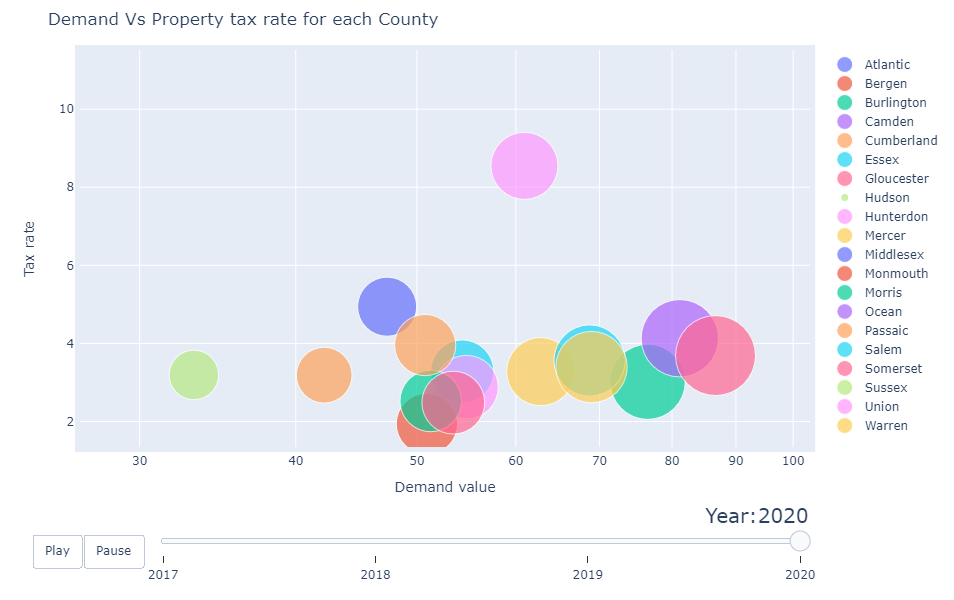 Demand Vs Property tax rate for each County
Tax rate
10
8
6
4
2
30 40 50 60 70 80 90 100
Demand value
Atlantic
Bergen
Burlington
Camden
Cumberland
Essex
Gloucester
Hudson
Hunterdon
Mercer
Middlesex
Monmouth
Morris
Ocean
Passaic
Salem
Somerset
Sussex
Union
Warren
Year:2020
Play Pause
2017 2018 2019 2020